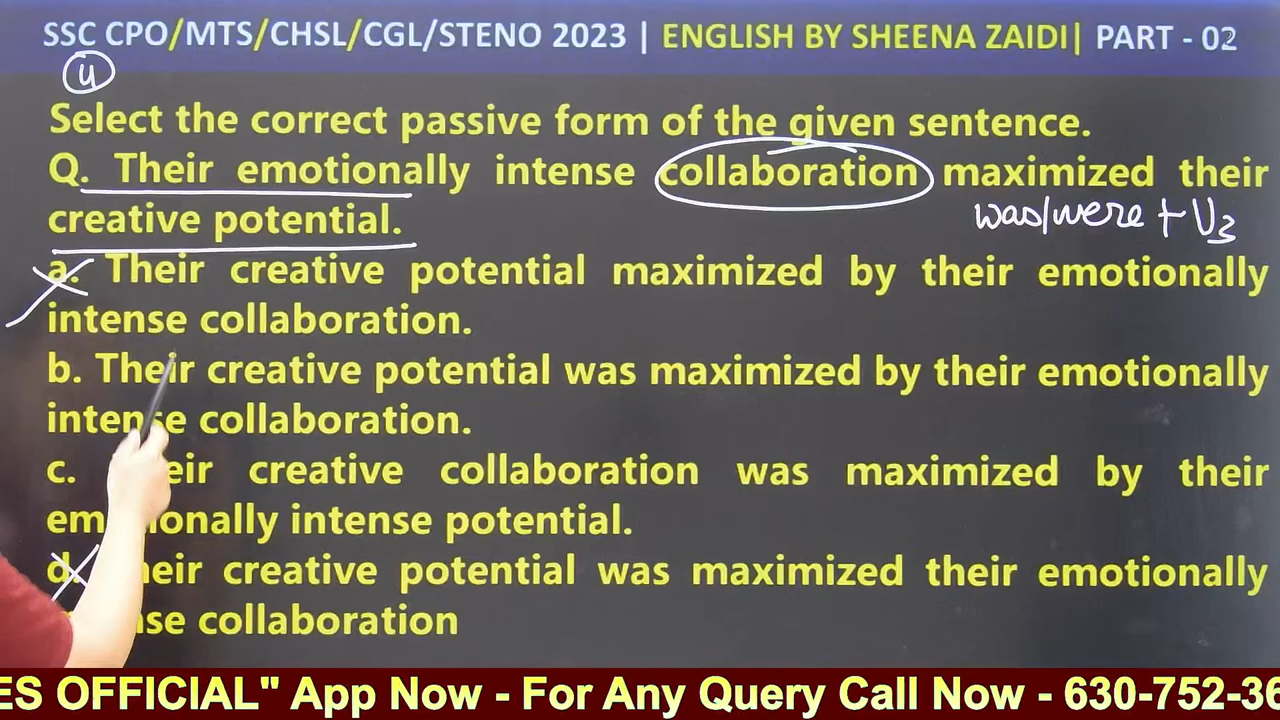 SSC CPO/MTS/CHSL/CGL/STENO 2023 | ENGLISH BY SHEENA ZAIDI| PART - 02
Select the correct passive form of the given sentence.
Q. Their emotionally intense collaboration maximized their
creative potential.
was/were + V3
a. Their creative potential maximized by their emotionally
intense collaboration.
b. Their creative potential was maximized by their emotionally
intense collaboration.
c. eir creative collaboration was maximized by their
em ionally intense potential.
d. heir creative potential was maximized their emotionally
nse collaboration
ES OFFICIAL" App Now - For Any Query Call Now - 630-752-36